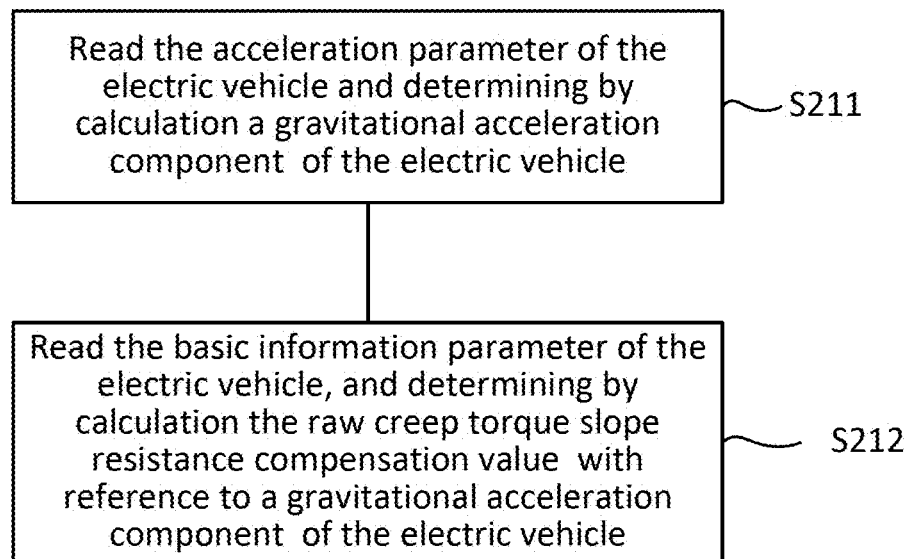 Read the acceleration parameter of the
electric vehicle and determining by
calculation a gravitational acceleration
component of the electric vehicle
S211
Read the basic information parameter of the
electric vehicle, and determining by
calculation the raw creep torque slope
resistance compensation value with
reference to a gravitational acceleration
component of the electric vehicle
S212